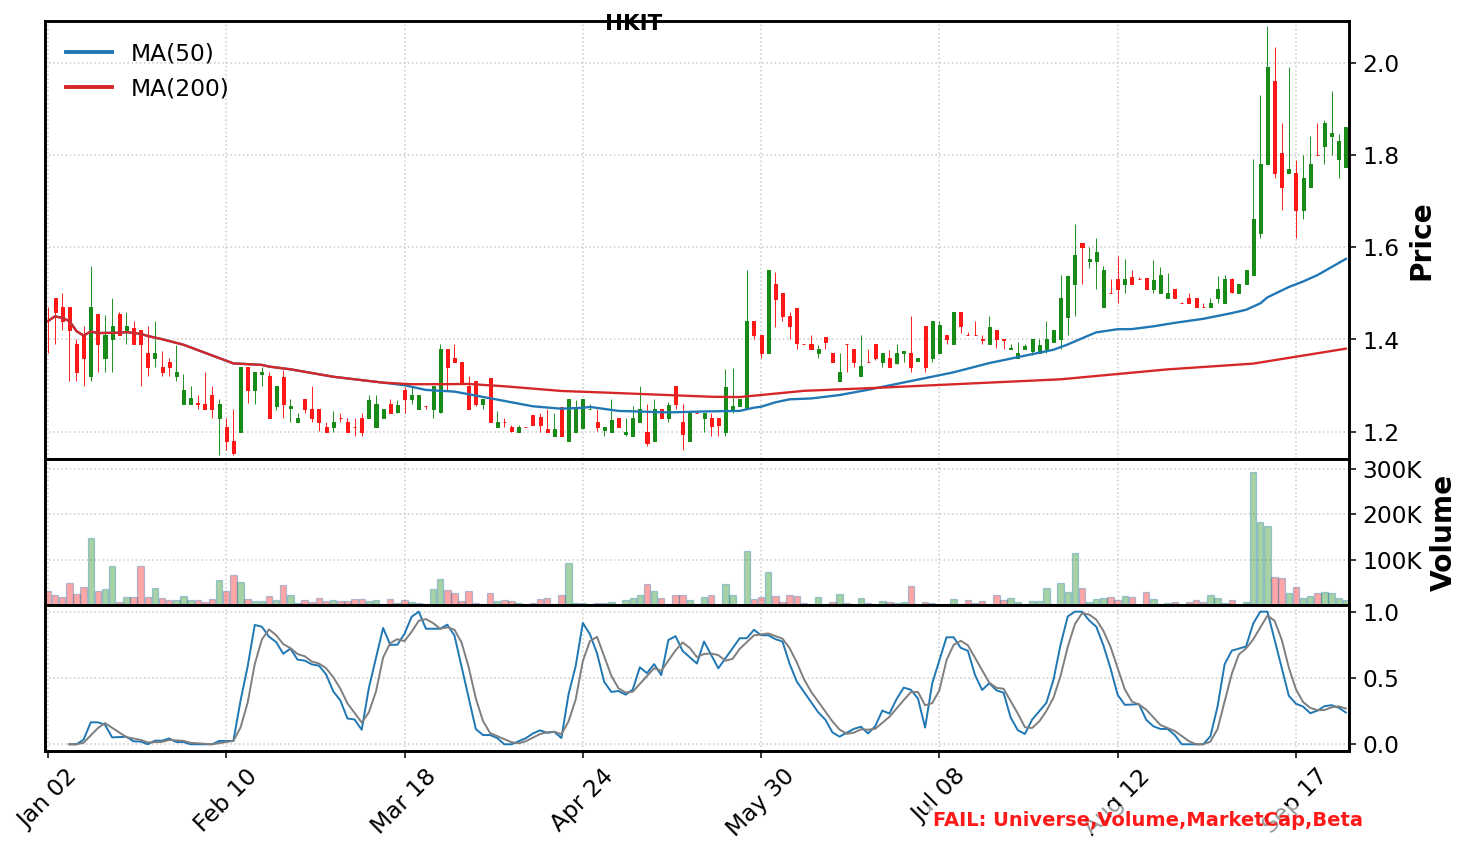 HKIT
MA(50)
MA(200)
2.0
1.8
1.6
1.4
1.2
Price
300K
200K
100K
Volume
1.0
0.5
0.0
Jan 02
Feb 10
Mar 18
Apr 24
May 30
Jul 08
Aug 12
Sep 17
FAIL: Universe,Volume,MarketCap,Beta